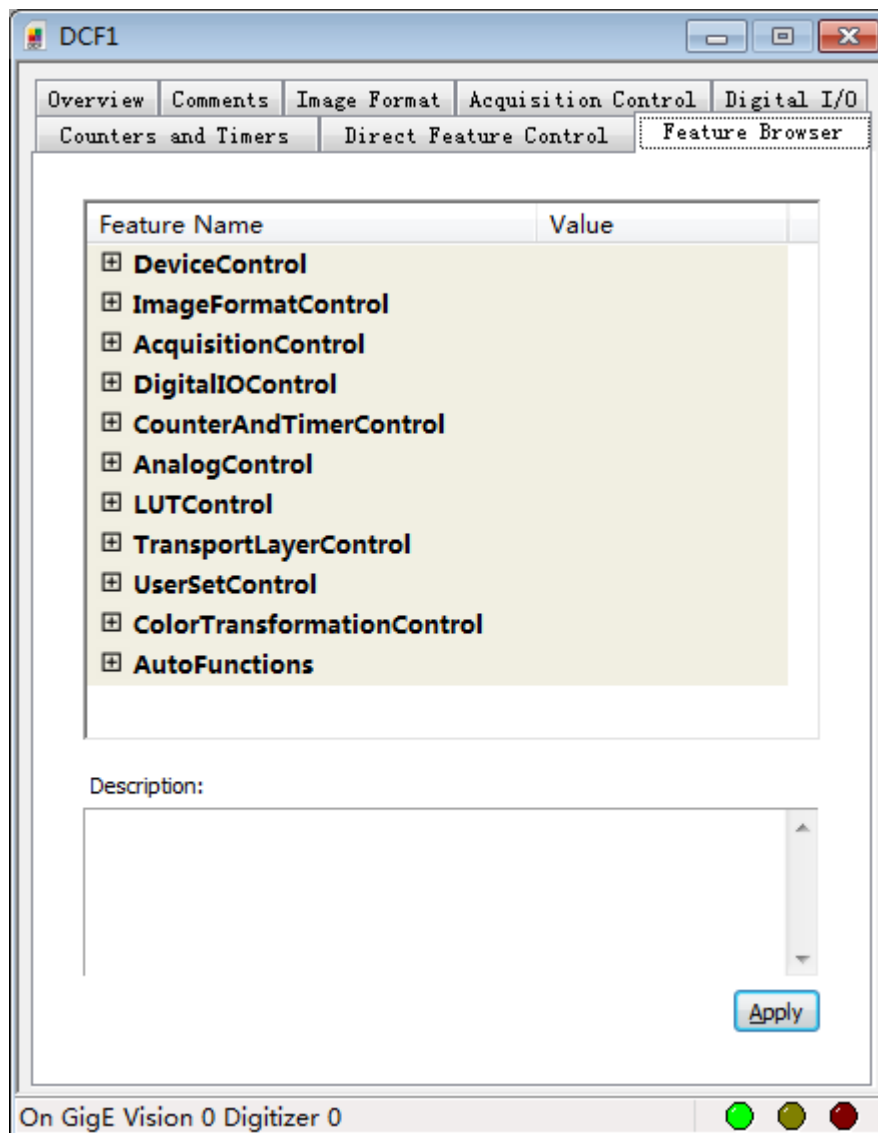 DCF1
Overview Comments Image Format Acquisition Control Digital I/O
Counters and Timers Direct Feature Control Feature Browser
Feature Name Value
DeviceControl
ImageFormatControl
AcquisitionControl
DigitalIOControl
CounterAndTimerControl
AnalogControl
LUTControl
TransportLayerControl
UserSetControl
ColorTransformationControl
AutoFunctions
Description:
Apply
On GigE Vision 0 Digitizer 0